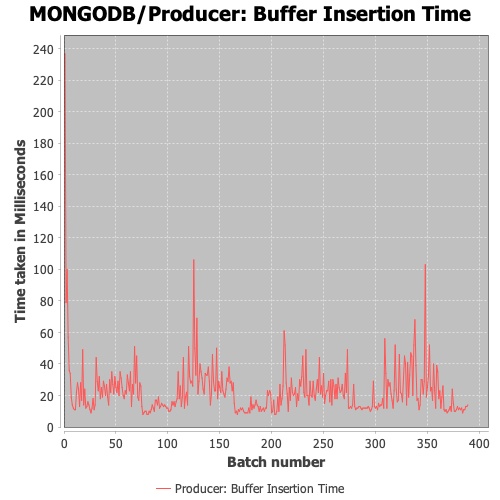 MONGODB/Producer: Buffer Insertion Time
Time taken in Milliseconds
240
220
200
180
160
140
120
100
80
60
40
20
0
0 50 100 150 200 250 300 350 400
Batch number
Producer: Buffer Insertion Time